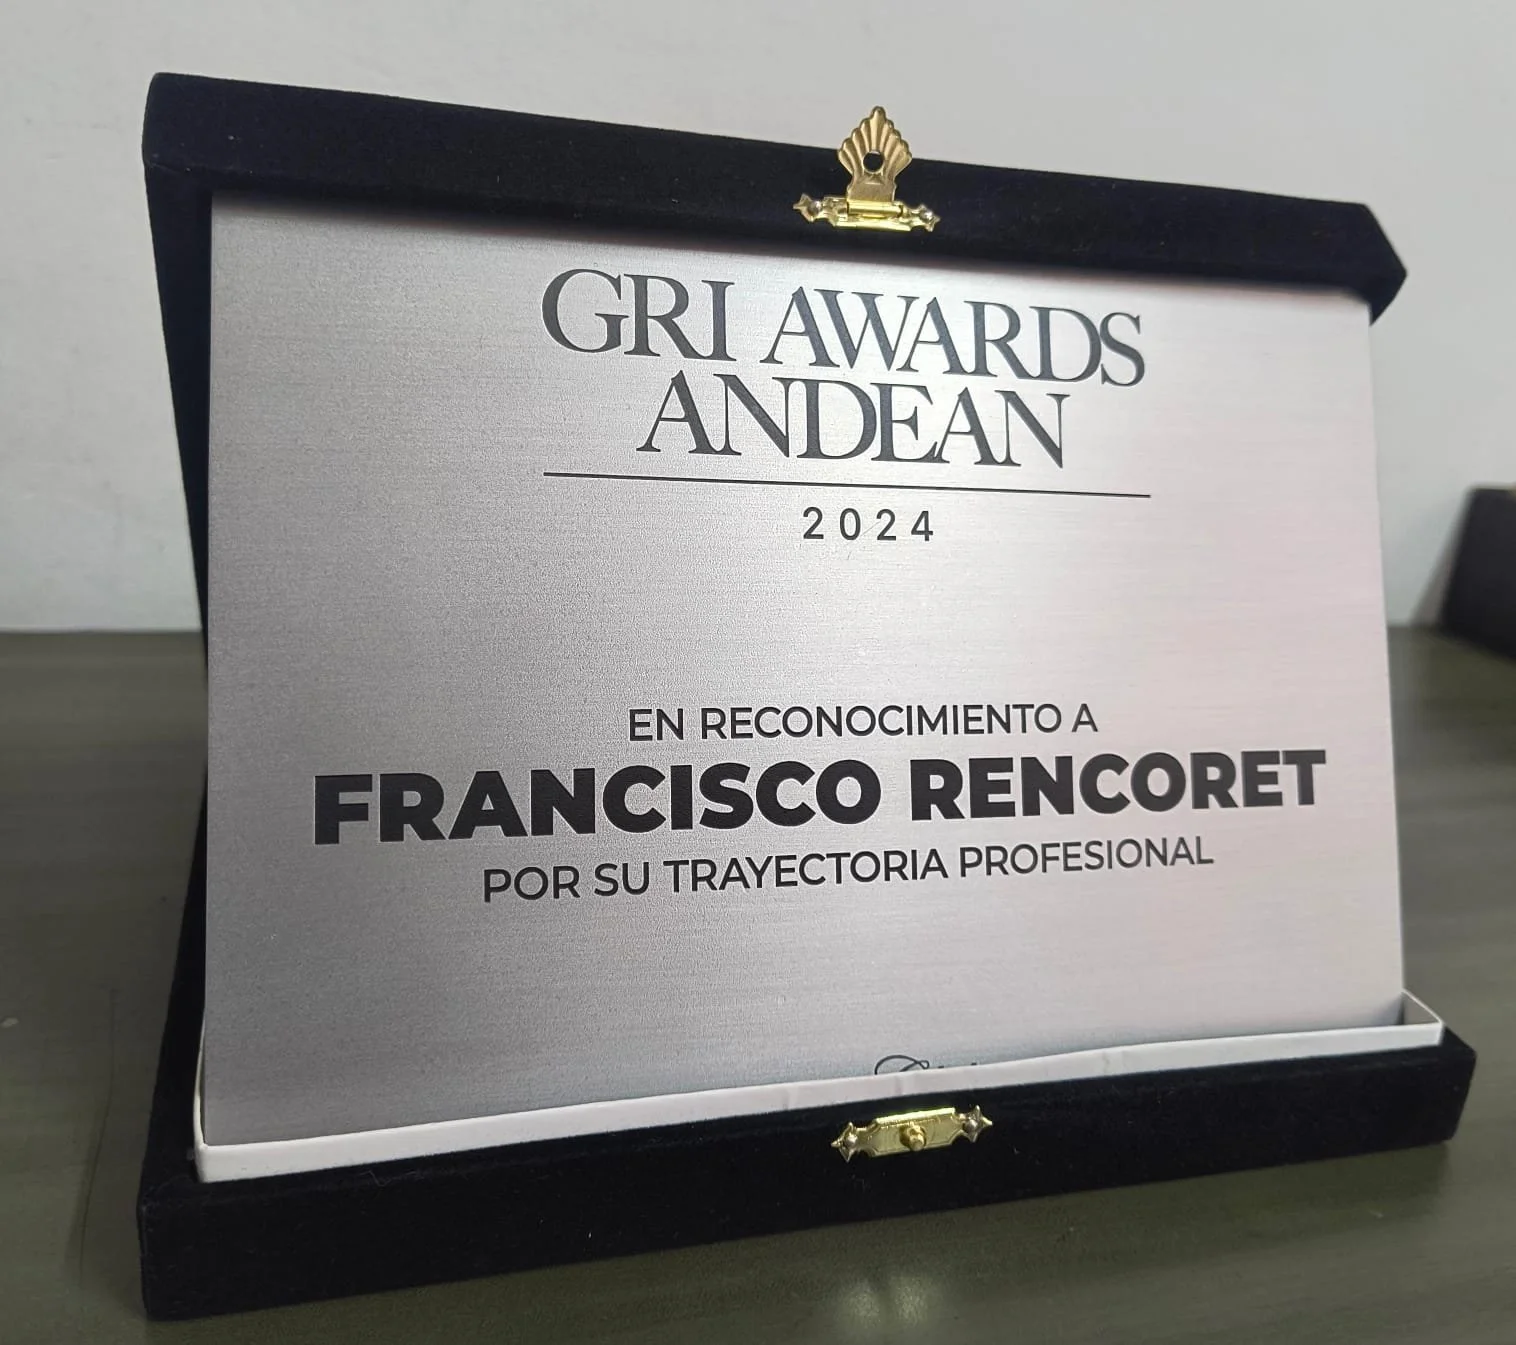 GRI AWARDS
ANDEAN
2024
EN RECONOCIMIENTO A
FRANCISCO RENCORET
POR SU TRAYECTORIA PROFESIONAL